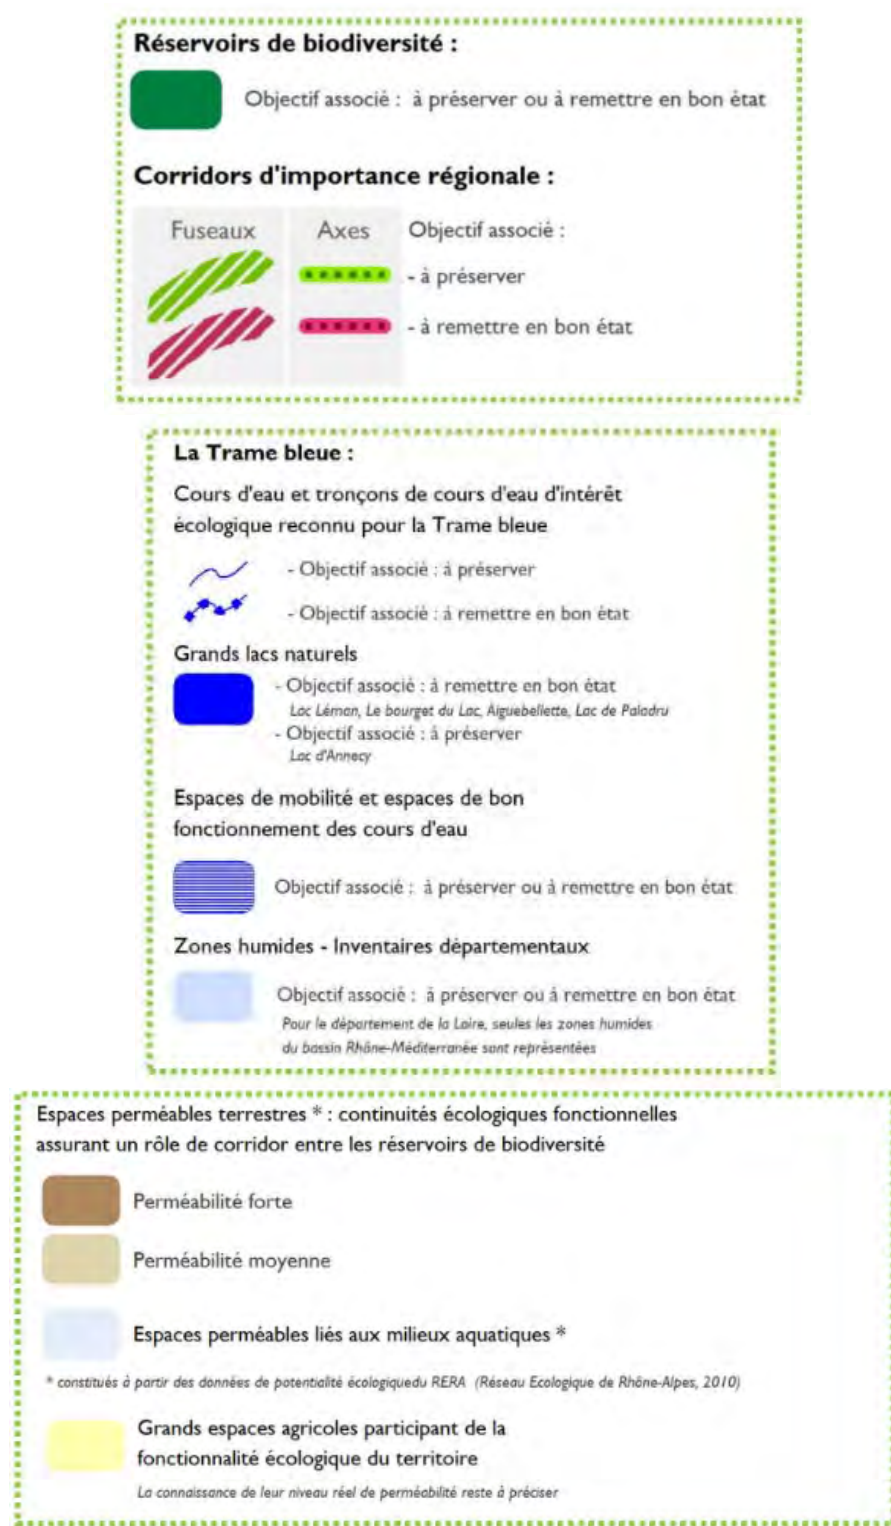 Réservoirs de biodiversité :
Objectif associé : à préserver ou à remettre en bon état
Corridors d'importance régionale :
Fuseaux Axes Objectif associé :
- à préserver
- à remettre en bon état
La Trame bleue :
Cours d'eau et tronçons de cours d'eau d'intérêt
écologique reconnu pour la Trame bleue
- Objectif associé : à préserver
- Objectif associé : à remettre en bon état
Grands lacs naturels
- Objectif associé : à remettre en bon état
Lac Léman, Le bourget du Lac, Aiguebellette, Lac de Paladru
- Objectif associé : à préserver
Lac d'Annecy
Espaces de mobilité et espaces de bon
fonctionnement des cours d'eau
Objectif associé : à préserver ou à remettre en bon état
Zones humides - Inventaires départementaux
Objectif associé : à préserver ou à remettre en bon état
Pour le département de la Loire, seules les zones humides
du bassin Rhône-Méditerranée sont représentées
Espaces perméables terrestres * : continuités écologiques fonctionnelles
assurant un rôle de corridor entre les réservoirs de biodiversité
Perméabilité forte
Perméabilité moyenne
Espaces perméables liés aux milieux aquatiques *
* constitués à partir des données de potentialité écologiquedu RERA (Réseau Ecologique de Rhône-Alpes, 2010)
Grands espaces agricoles participant de la
fonctionnalité écologique du territoire
La connaissance de leur niveau réel de perméabilité reste à préciser